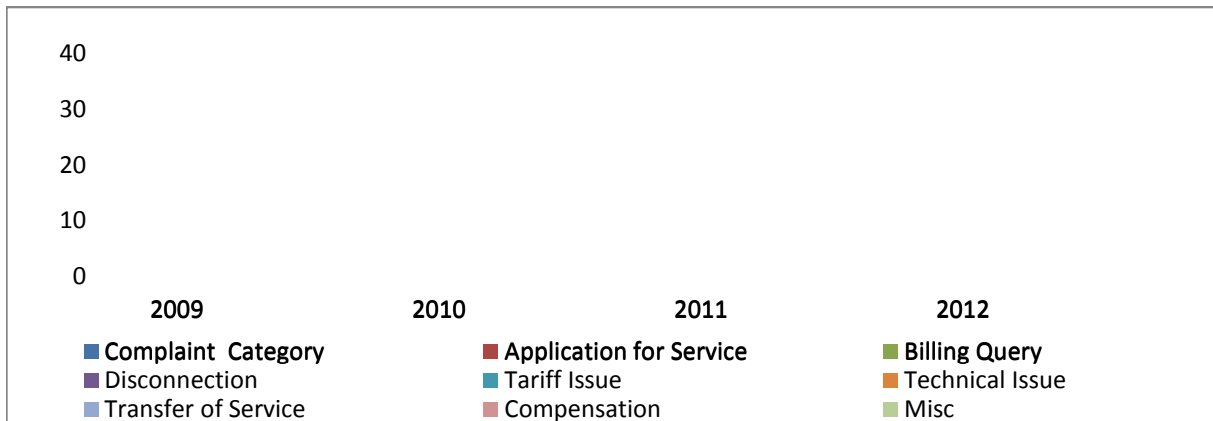 40
30
20
10
0
2009 2010 2011 2012
Complaint Category Application for Service Billing Query
Disconnection Tariff Issue Technical Issue
Transfer of Service Compensation Misc